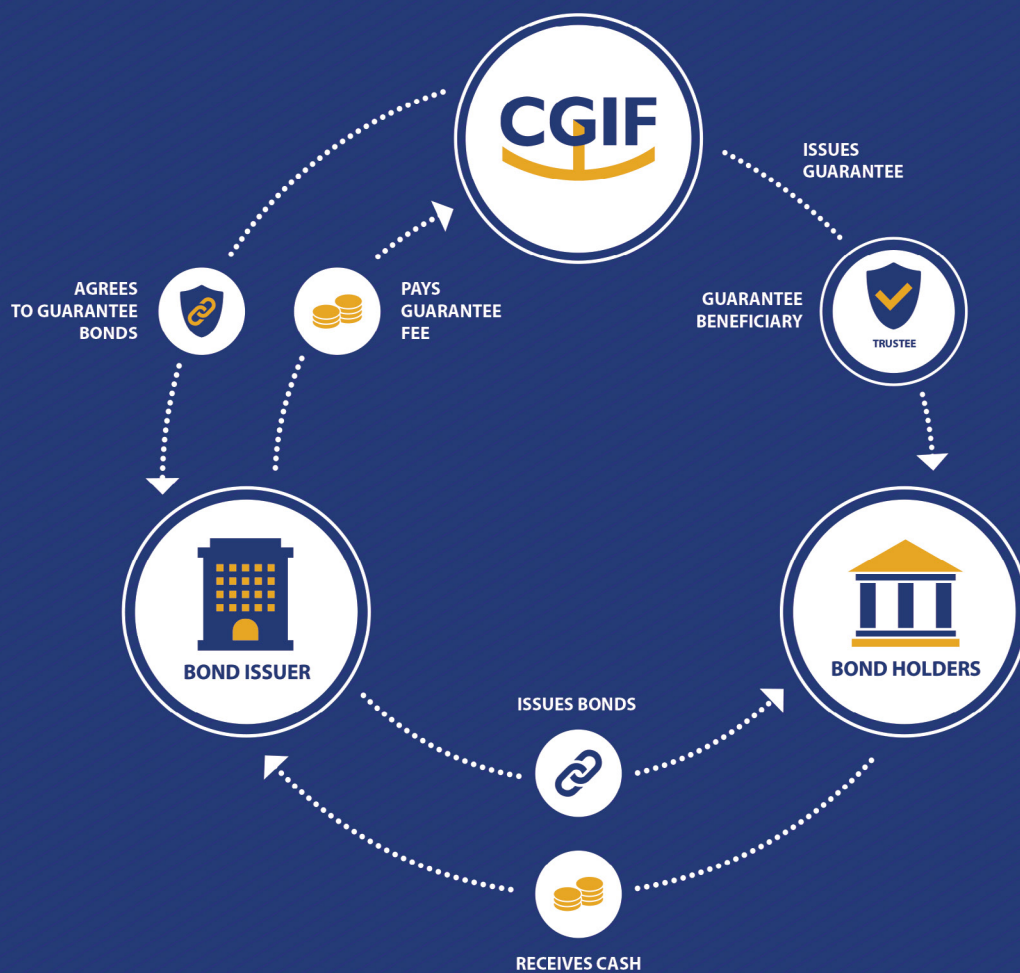 CGIF
ISSUES
GUARANTEE
AGREES
TO GUARANTEE
BONDS
PAYS
GUARANTEE
FEE
GUARANTEE
BENEFICIARY
TRUSTEE
BOND ISSUER
BOND HOLDERS
ISSUES BONDS
RECEIVES CASH